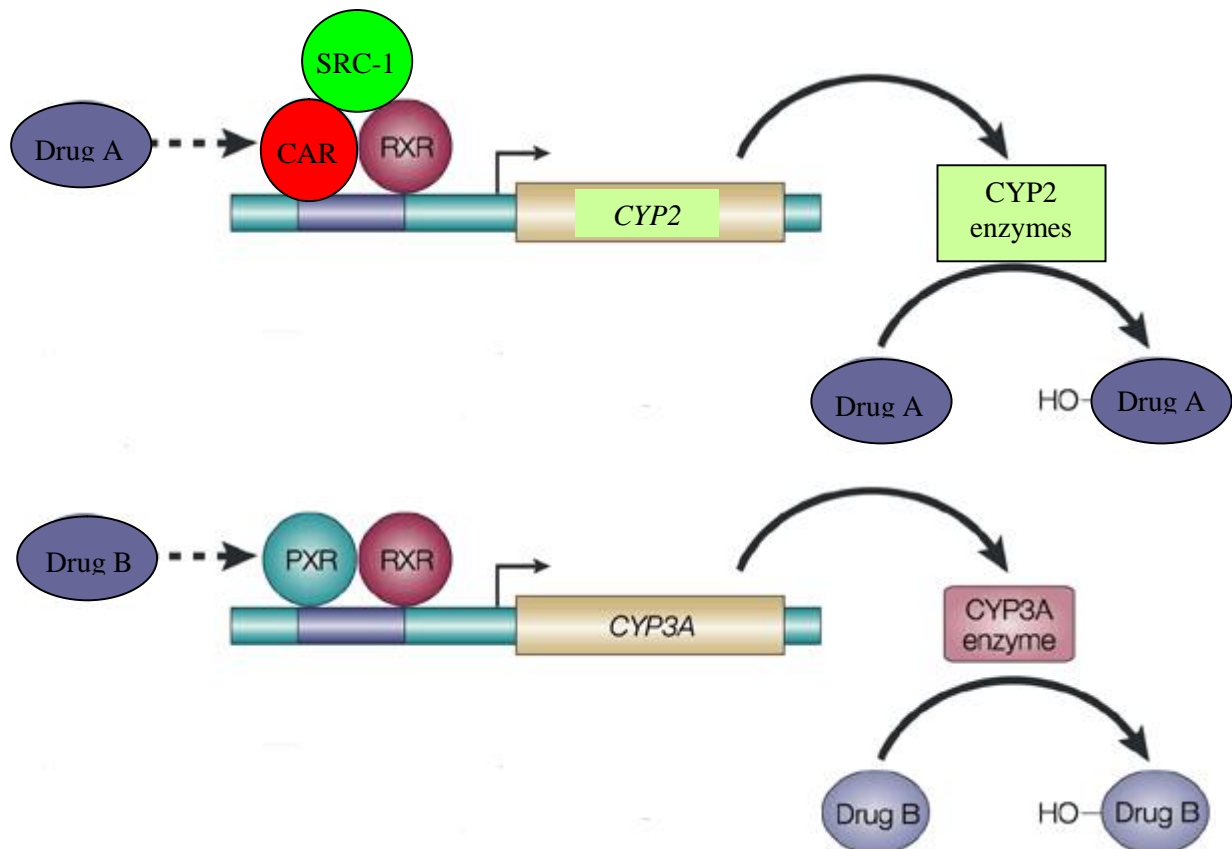 SRC-1
Drug A
CAR
RXR
CYP2
CYP2
enzymes
Drug A
HO
Drug A
Drug B
PXR
RXR
CYP3A
CYP3A
enzyme
Drug B
HO
Drug B